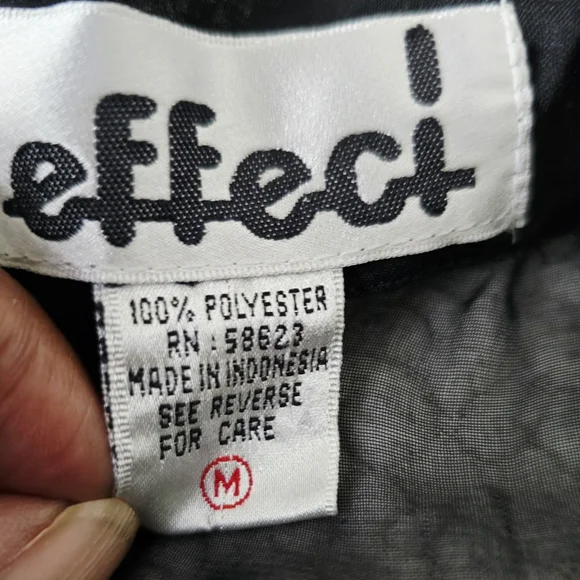 effect
100% POLYESTER
RN : 58623
MADE IN INDONESIA
SEE REVERSE
FOR CARE
M